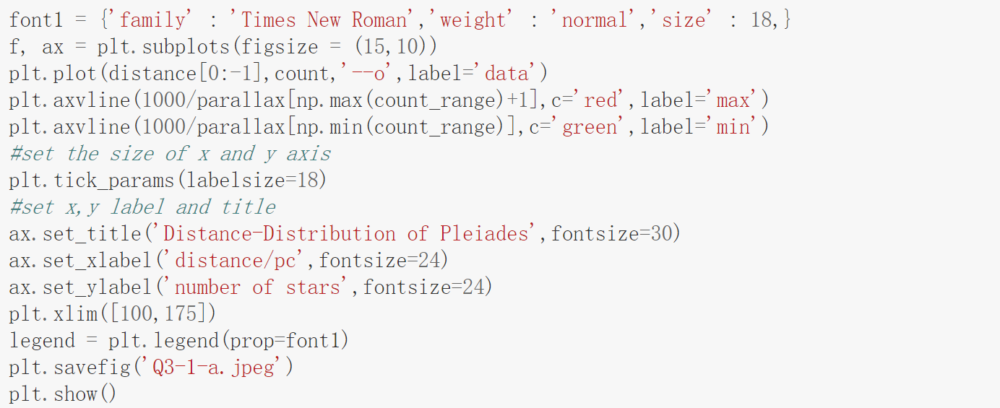 font1 = {'family' : 'Times New Roman','weight' : 'normal','size' : 18,}
f, ax = plt.subplots(figsize = (15,10))
plt.plot(distance[0:-1],count,'--o',label='data')
plt.axvline(1000/parallax[np.max(count_range)+1],c='red',label='max')
plt.axvline(1000/parallax[np.min(count_range)],c='green',label='min')
#set the size of x and y axis
plt.tick_params(labelsize=18)
#set x,y label and title
ax.set_title('Distance-Distribution of Pleiades',fontsize=30)
ax.set_xlabel('distance/pc',fontsize=24)
ax.set_ylabel('number of stars',fontsize=24)
plt.xlim([100,175])
legend = plt.legend(prop=font1)
plt.savefig('Q3-1-a.jpeg')
plt.show()